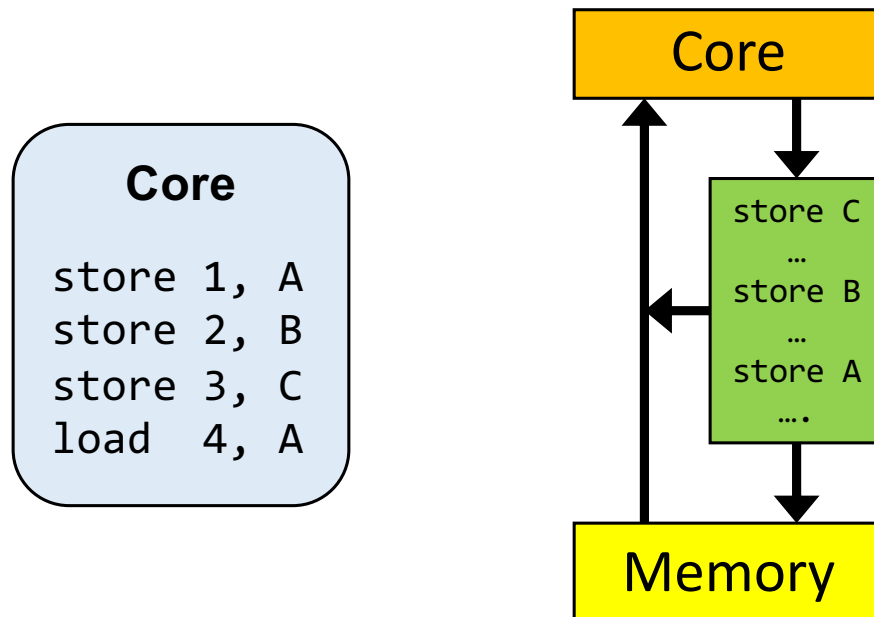 Core
store 1, A
store 2, B
store 3, C
load  4, A
Core
store C
…
store B
…
store A
….
Memory